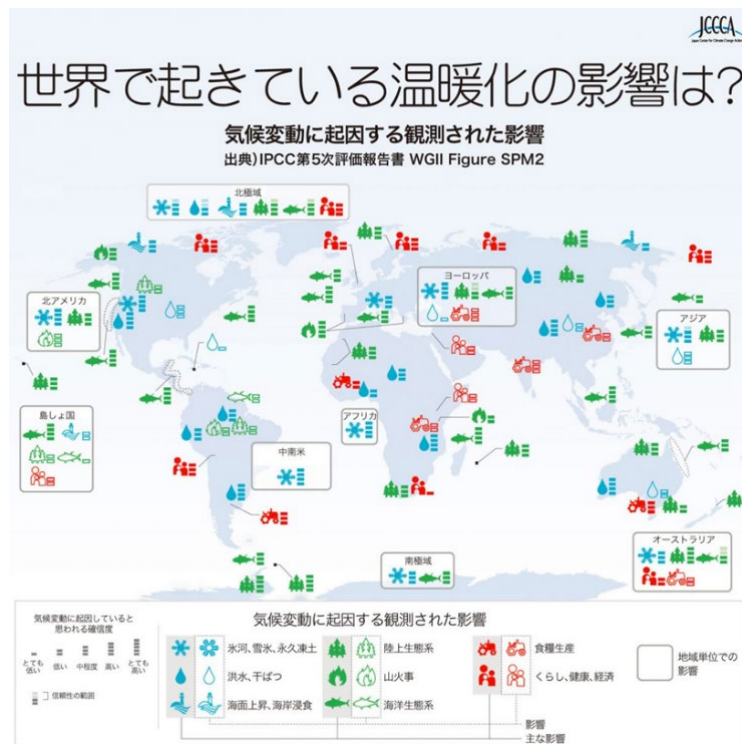 JCCCA
世界で起きている温暖化の影響は?
気候変動に起因する観測された影響
出典)IPCC第5次評価報告書 WGII Figure SPM2
北極域
ヨーロッパ
北アメリカ
アジア
島しょ国
アフリカ
中南米
オーストラリア
南極域
気候変動に起因していると
思われる確信度
とても
低い
低い
中程度
高い
とても
高い
信頼性の範囲
気候変動に起因する観測された影響
氷河、雪氷、永久凍土
陸上生態系
食糧生産
洪水、干ばつ
山火事
くらし、健康、経済
海面上昇、海岸浸食
海洋生態系
地域単位での
影響
影響
主な影響